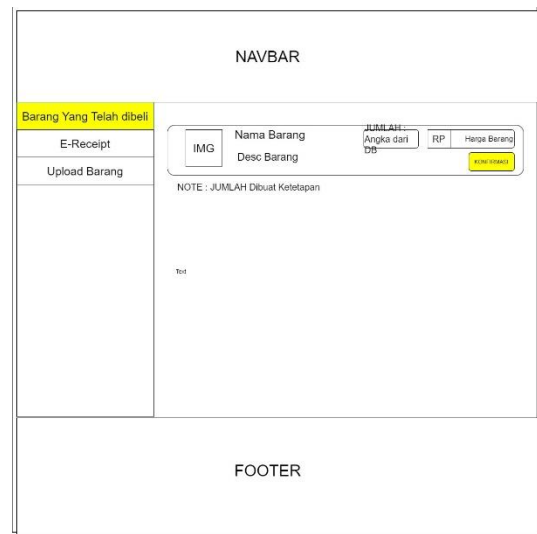 NAVBAR
Barang Yang Telah dibeli
E-Receipt
Upload Barang
IMG
Nama Barang
Desc Barang
JUMLAH :
Angka dari
DB
RP
Harga Barang
KONFIRMASI
NOTE : JUMLAH Dibuat Ketetapan
Text
FOOTER